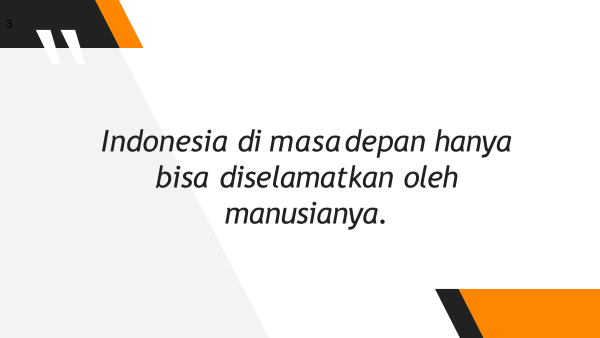 3
"
Indonesia di masa depan hanya
bisa diselamatkan oleh
manusianya.